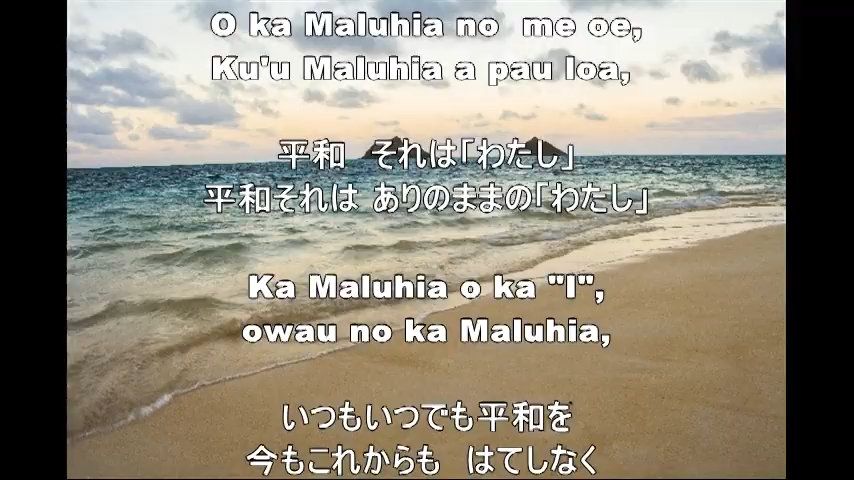 O ka Maluhia no  me oe,
Ku'u Maluhia a pau loa,
平和　それは「わたし」
平和それは ありのままの「わたし」
Ka Maluhia o ka "I",
owau no ka Maluhia,
いつもいつでも平和を
今もこれからも　はてしなく